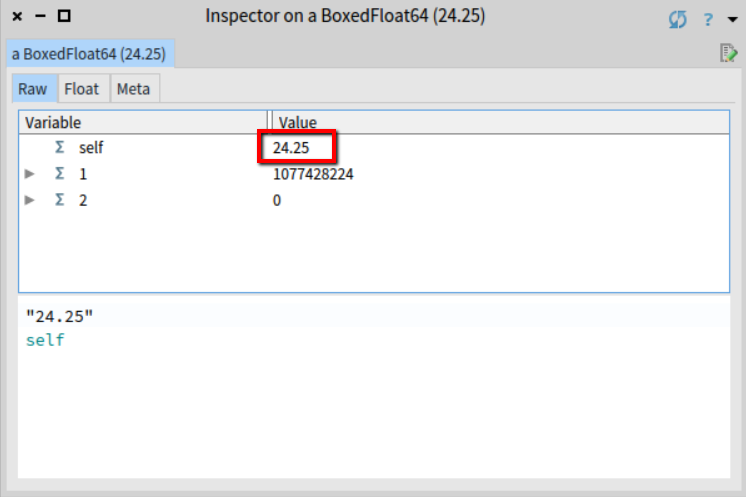 Inspector on a BoxedFloat64 (24.25) ?
a BoxedFloat64 (24.25)
Raw Float Meta
Variable Value
Σ self 24.25
Σ 1 1077428224
Σ 2 0
"24.25"
self